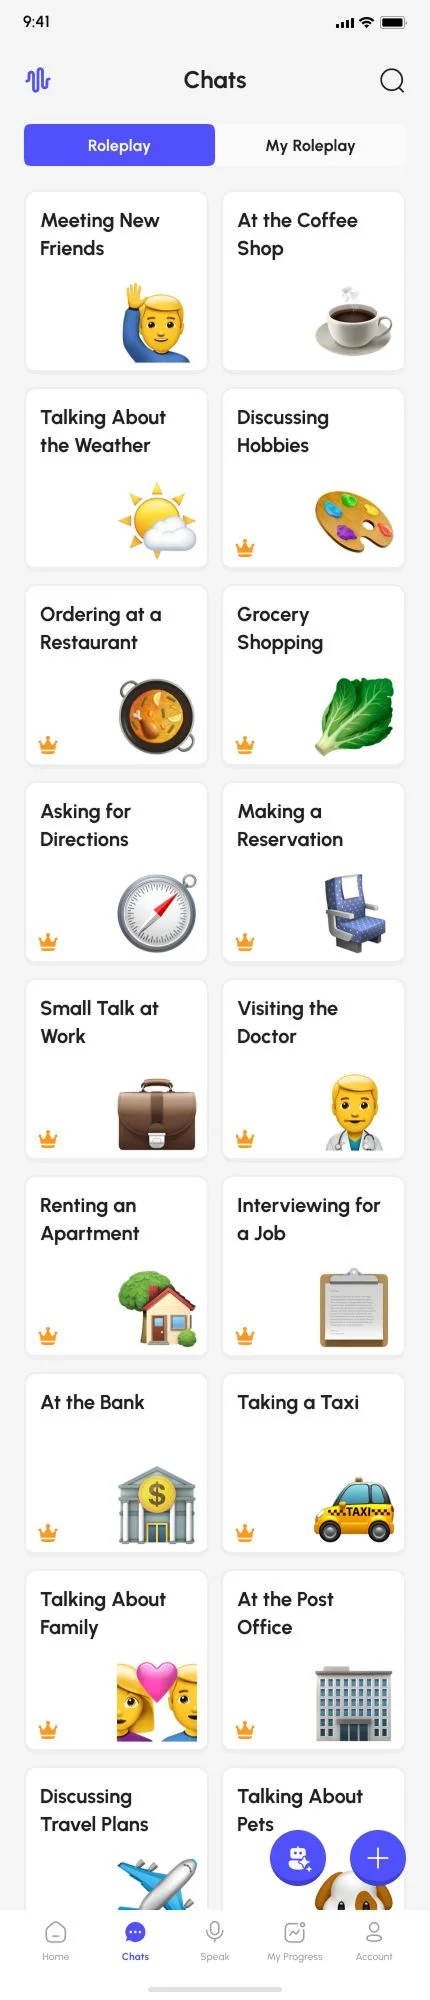 9:41
Chats
Roleplay
My Roleplay
Meeting New
Friends
At the Coffee
Shop
Talking About
the Weather
Discussing
Hobbies
Ordering at a
Restaurant
Grocery
Shopping
Asking for
Directions
Making a
Reservation
Small Talk at
Work
Visiting the
Doctor
Renting an
Apartment
Interviewing for
a Job
At the Bank
$
Taking a Taxi
TAXI
Talking About
Family
At the Post
Office
Discussing
Travel Plans
Talking About
Pets
Home
Chats
Speak
My Progress
Account